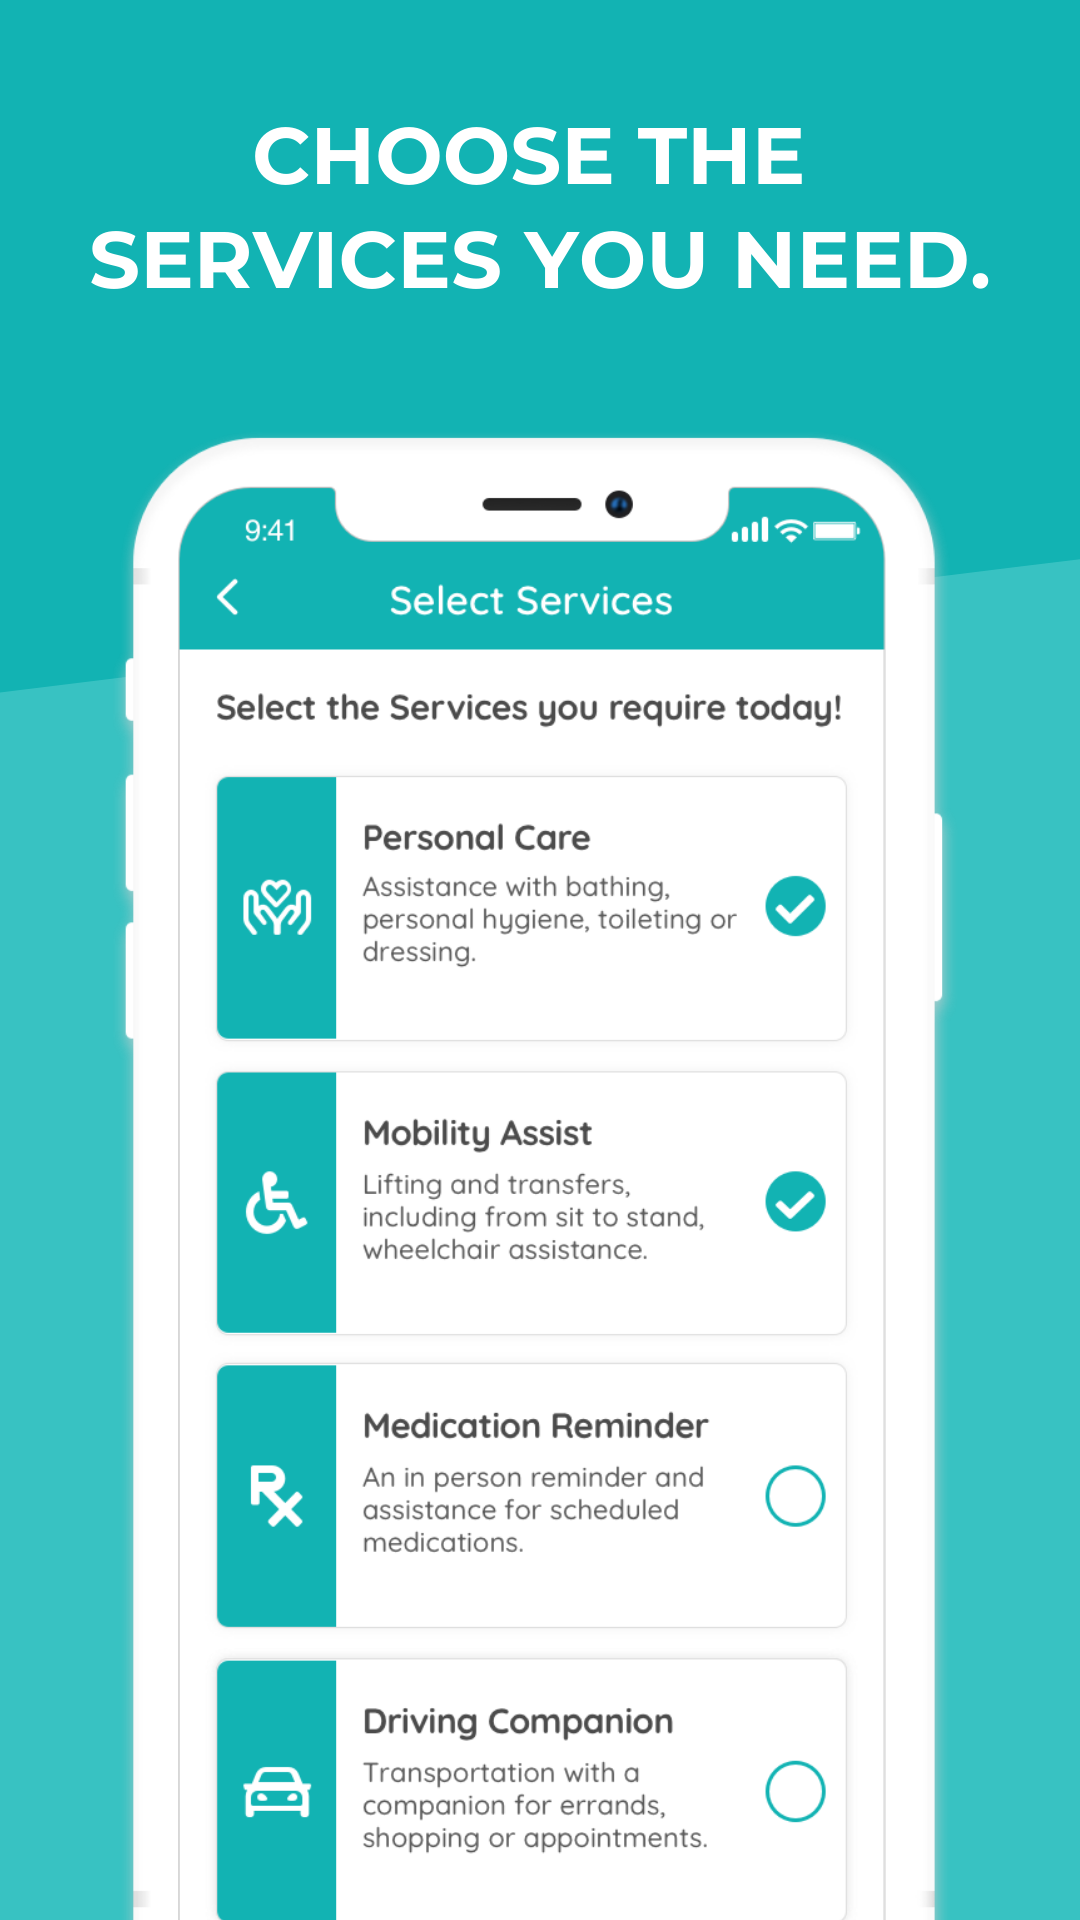 CHOOSE THE
SERVICES YOU NEED.
9:41
Select Services
Select the Services you require today!
Personal Care
Assistance with bathing,
personal hygiene, toileting or
dressing.
Mobility Assist
Lifting and transfers,
including from sit to stand,
wheelchair assistance.
Rx
Medication Reminder
An in person reminder and
assistance for scheduled
medications.
Driving Companion
Transportation with a
companion for errands,
shopping or appointments.